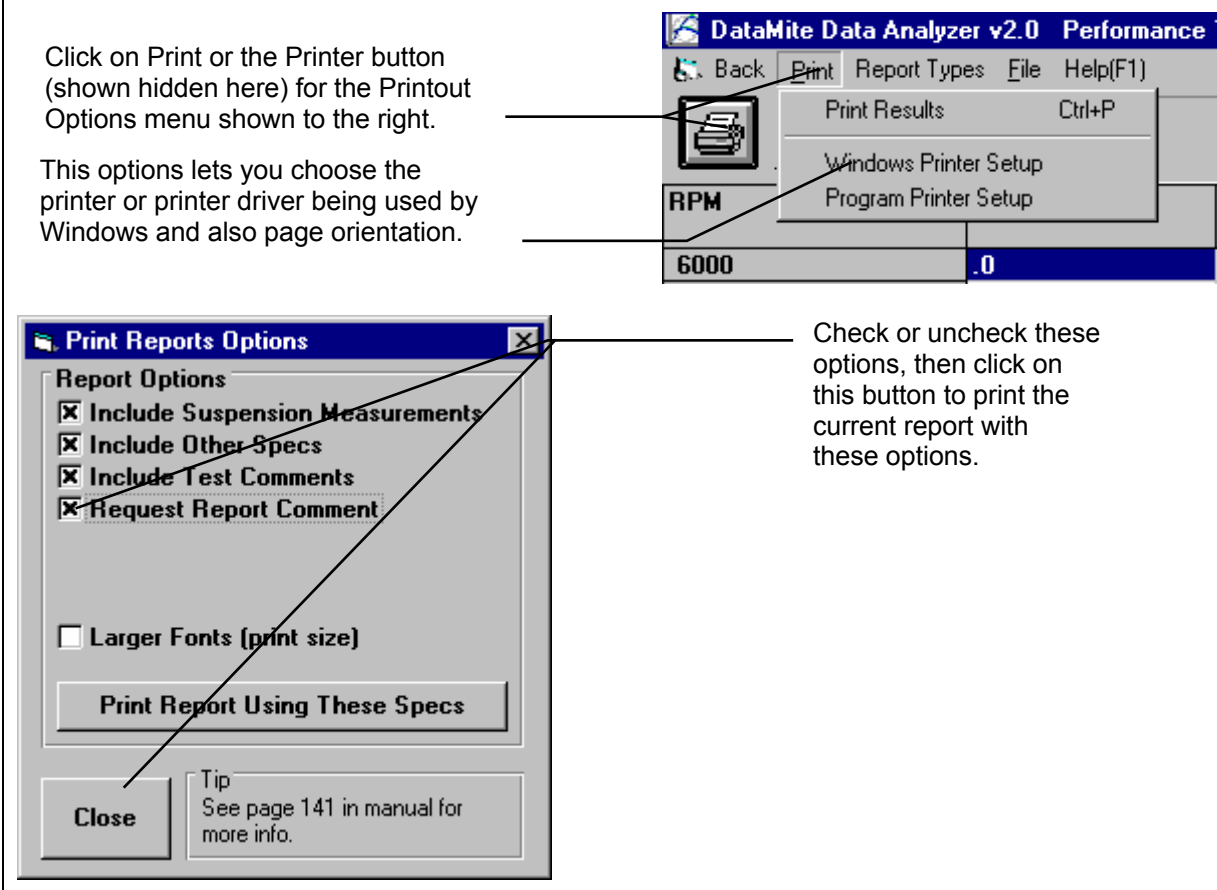 Click on Print or the Printer button
(shown hidden here) for the Printout
Options menu shown to the right.
This options lets you choose the
printer or printer driver being used by
Windows and also page orientation.
DataMite Data Analyzer v2.0 Performance
Back Print Report Types File Help(F1)
Print Results Ctrl+P
Windows Printer Setup
Program Printer Setup
RPM
6000 .0
Print Reports Options
Report Options
Include Suspension Measurements
Include Other Specs
Include Test Comments
Request Report Comment
Larger Fonts (print size)
Print Report Using These Specs
Close
Tip
See page 141 in manual for
more info.
Check or uncheck these
options, then click on
this button to print the
current report with
these options.